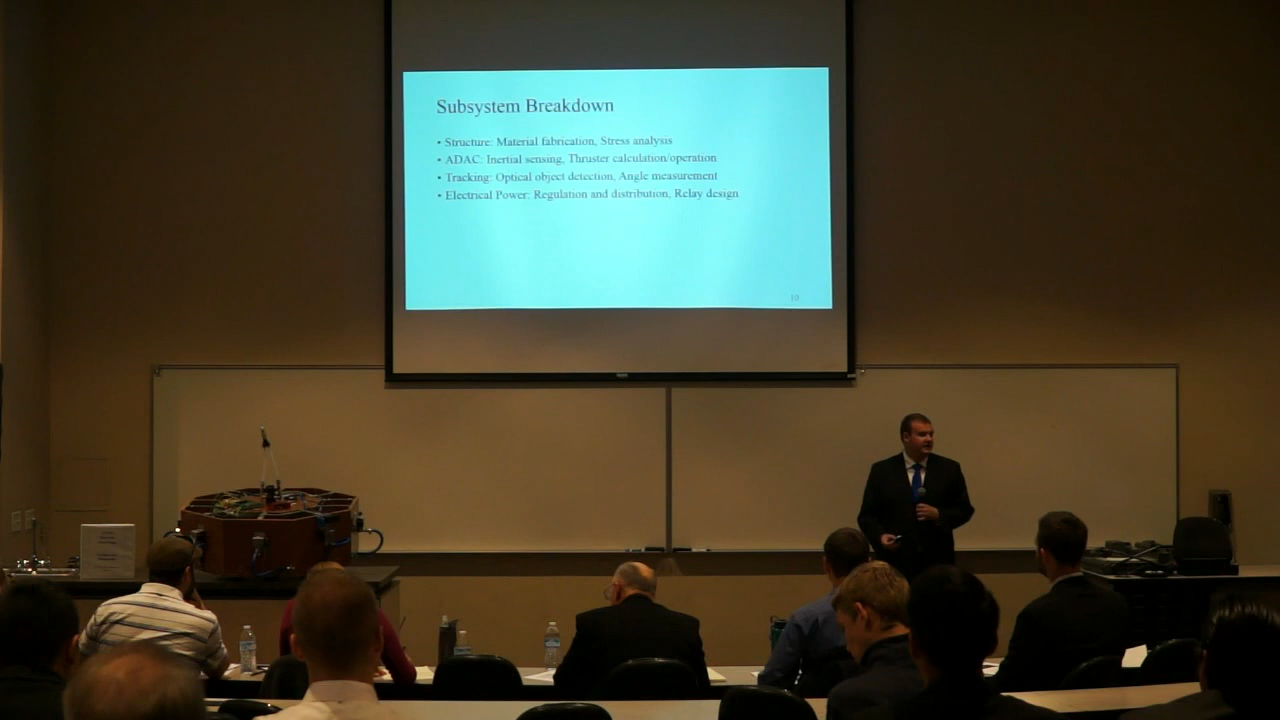 Subsystem Breakdown
• Structure: Material fabrication, Stress analysis
• ADAC: Inertial sensing, Thruster calculation/operation
• Tracking: Optical object detection, Angle measurement
• Electrical Power: Regulation and distribution, Relay design
10